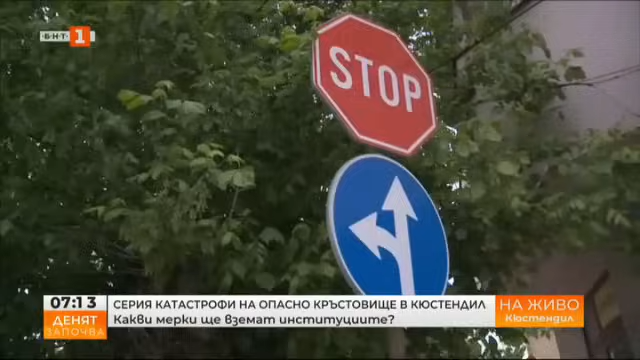 БНТ 1
STOP
07:13
ДЕНЯТ
ЗАПОЧВА
СЕРИЯ КАТАСТРОФИ НА ОПАСНО КРЪСТОВИЩЕ В КЮСТЕНДИЛ
Какви мерки ще вземат институциите?
НА ЖИВО
Кюстендил